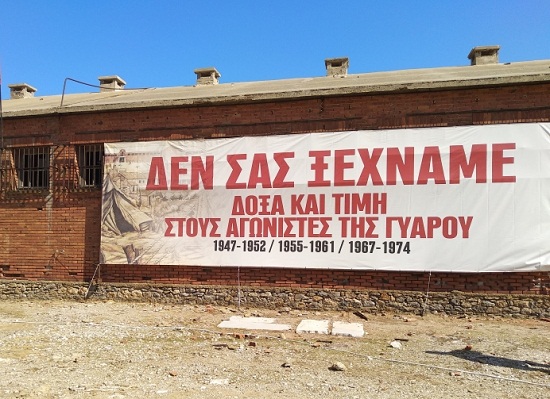 ΔΕΝ ΣΑΣ ΞΕΧΝΑΜΕ
ΔΟΞΑ ΚΑΙ ΤΙΜΗ
ΣΤΟΥΣ ΑΓΩΝΙΣΤΕΣ ΤΗΣ ΓΥΑΡΟΥ
1947-1952 / 1955-1961 / 1967-1974